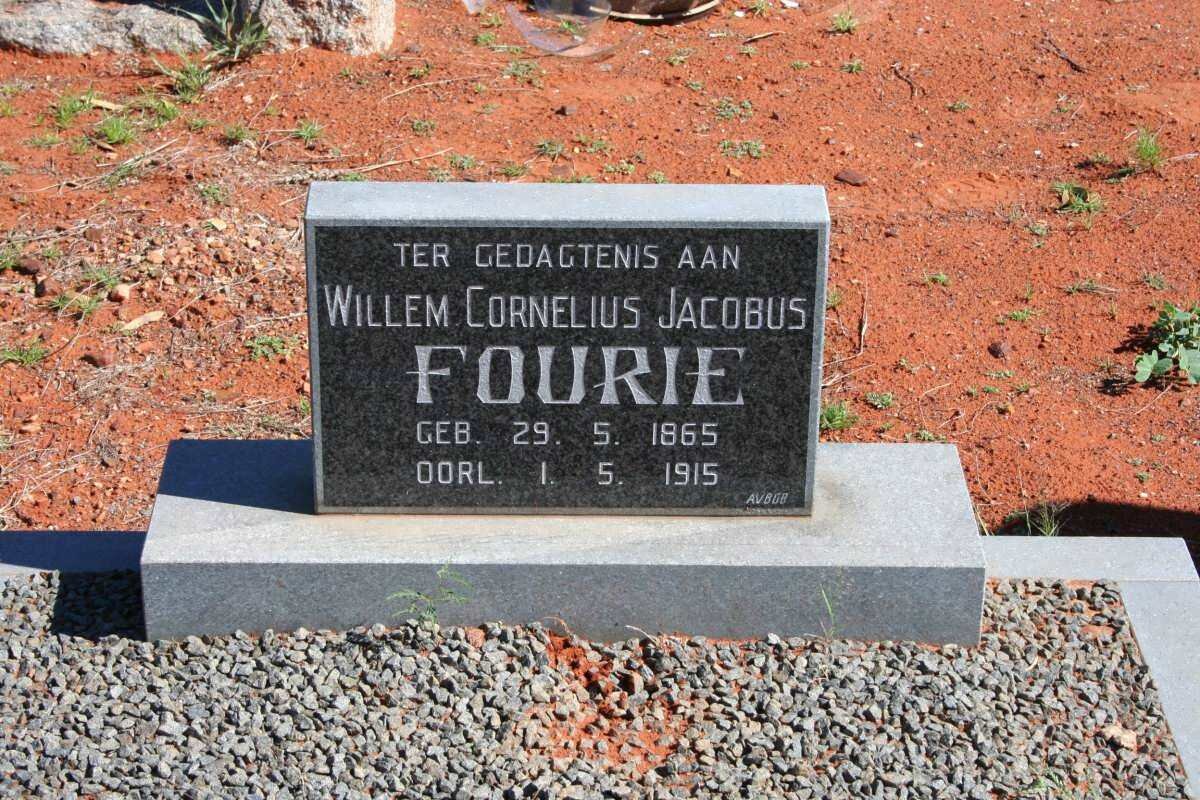 TER GEDAGTENIS AAN
WILLEM CORNELIUS JACOBUS
FOURIE
GEB. 29. 5. 1865
OORL. 1. 5. 1915
AVBOB